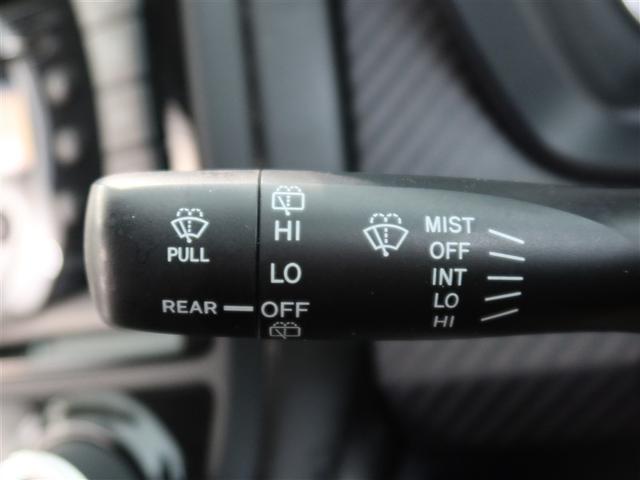 PULL
REAR
HI
LO
OFF
MIST
OFF
INT
LO
HI